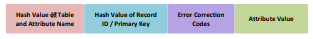 Hash Value of Table
and Attribute Name
Hash Value of Record
ID / Primary Key
Error Correction
Codes
Attribute Value